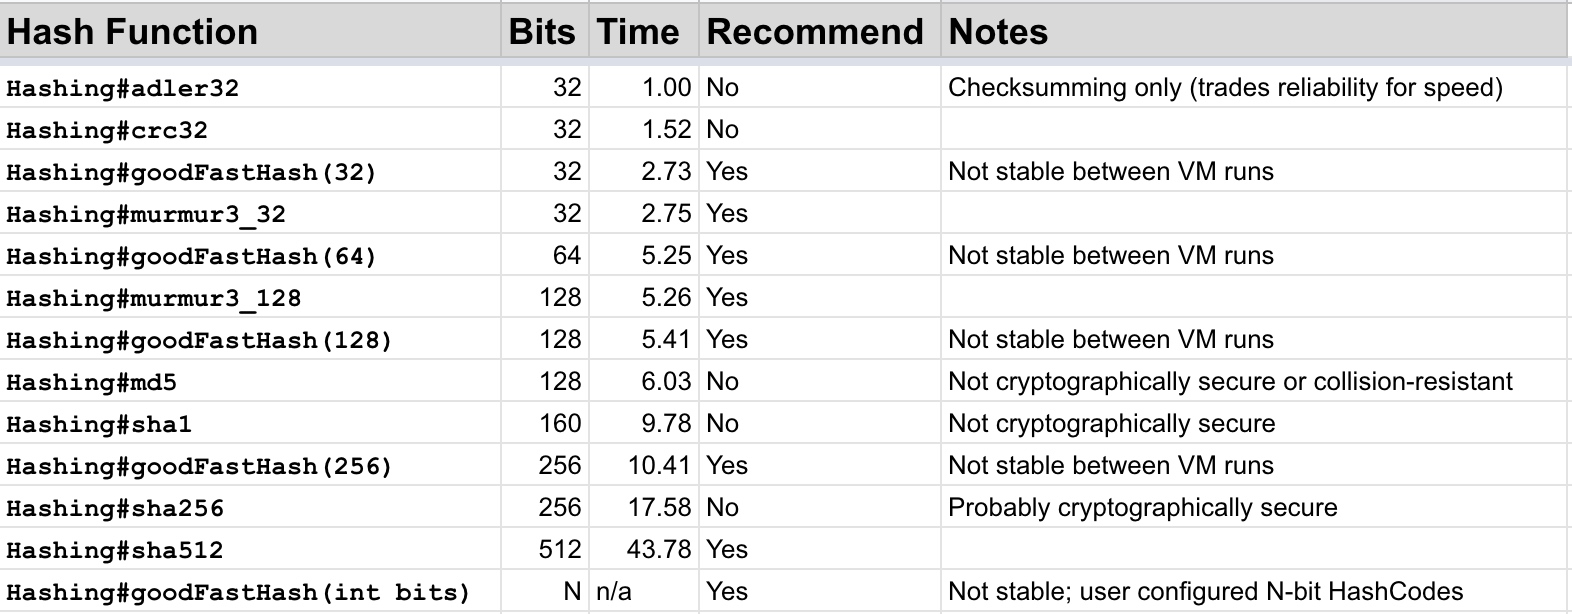 Hash Function Bits Time Recommend Notes
Hashing#adler32 32 1.00 No Checksumming only (trades reliability for speed)
Hashing#crc32 32 1.52 No
Hashing#goodFastHash(32) 32 2.73 Yes Not stable between VM runs
Hashing#murmur3_32 32 2.75 Yes
Hashing#goodFastHash(64) 64 5.25 Yes Not stable between VM runs
Hashing#murmur3_128 128 5.26 Yes
Hashing#goodFastHash(128) 128 5.41 Yes Not stable between VM runs
Hashing#md5 128 6.03 No Not cryptographically secure or collision-resistant
Hashing#sha1 160 9.78 No Not cryptographically secure
Hashing#goodFastHash(256) 256 10.41 Yes Not stable between VM runs
Hashing#sha256 256 17.58 No Probably cryptographically secure
Hashing#sha512 512 43.78 Yes
Hashing#goodFastHash(int bits) N n/a Yes Not stable; user configured N-bit HashCodes